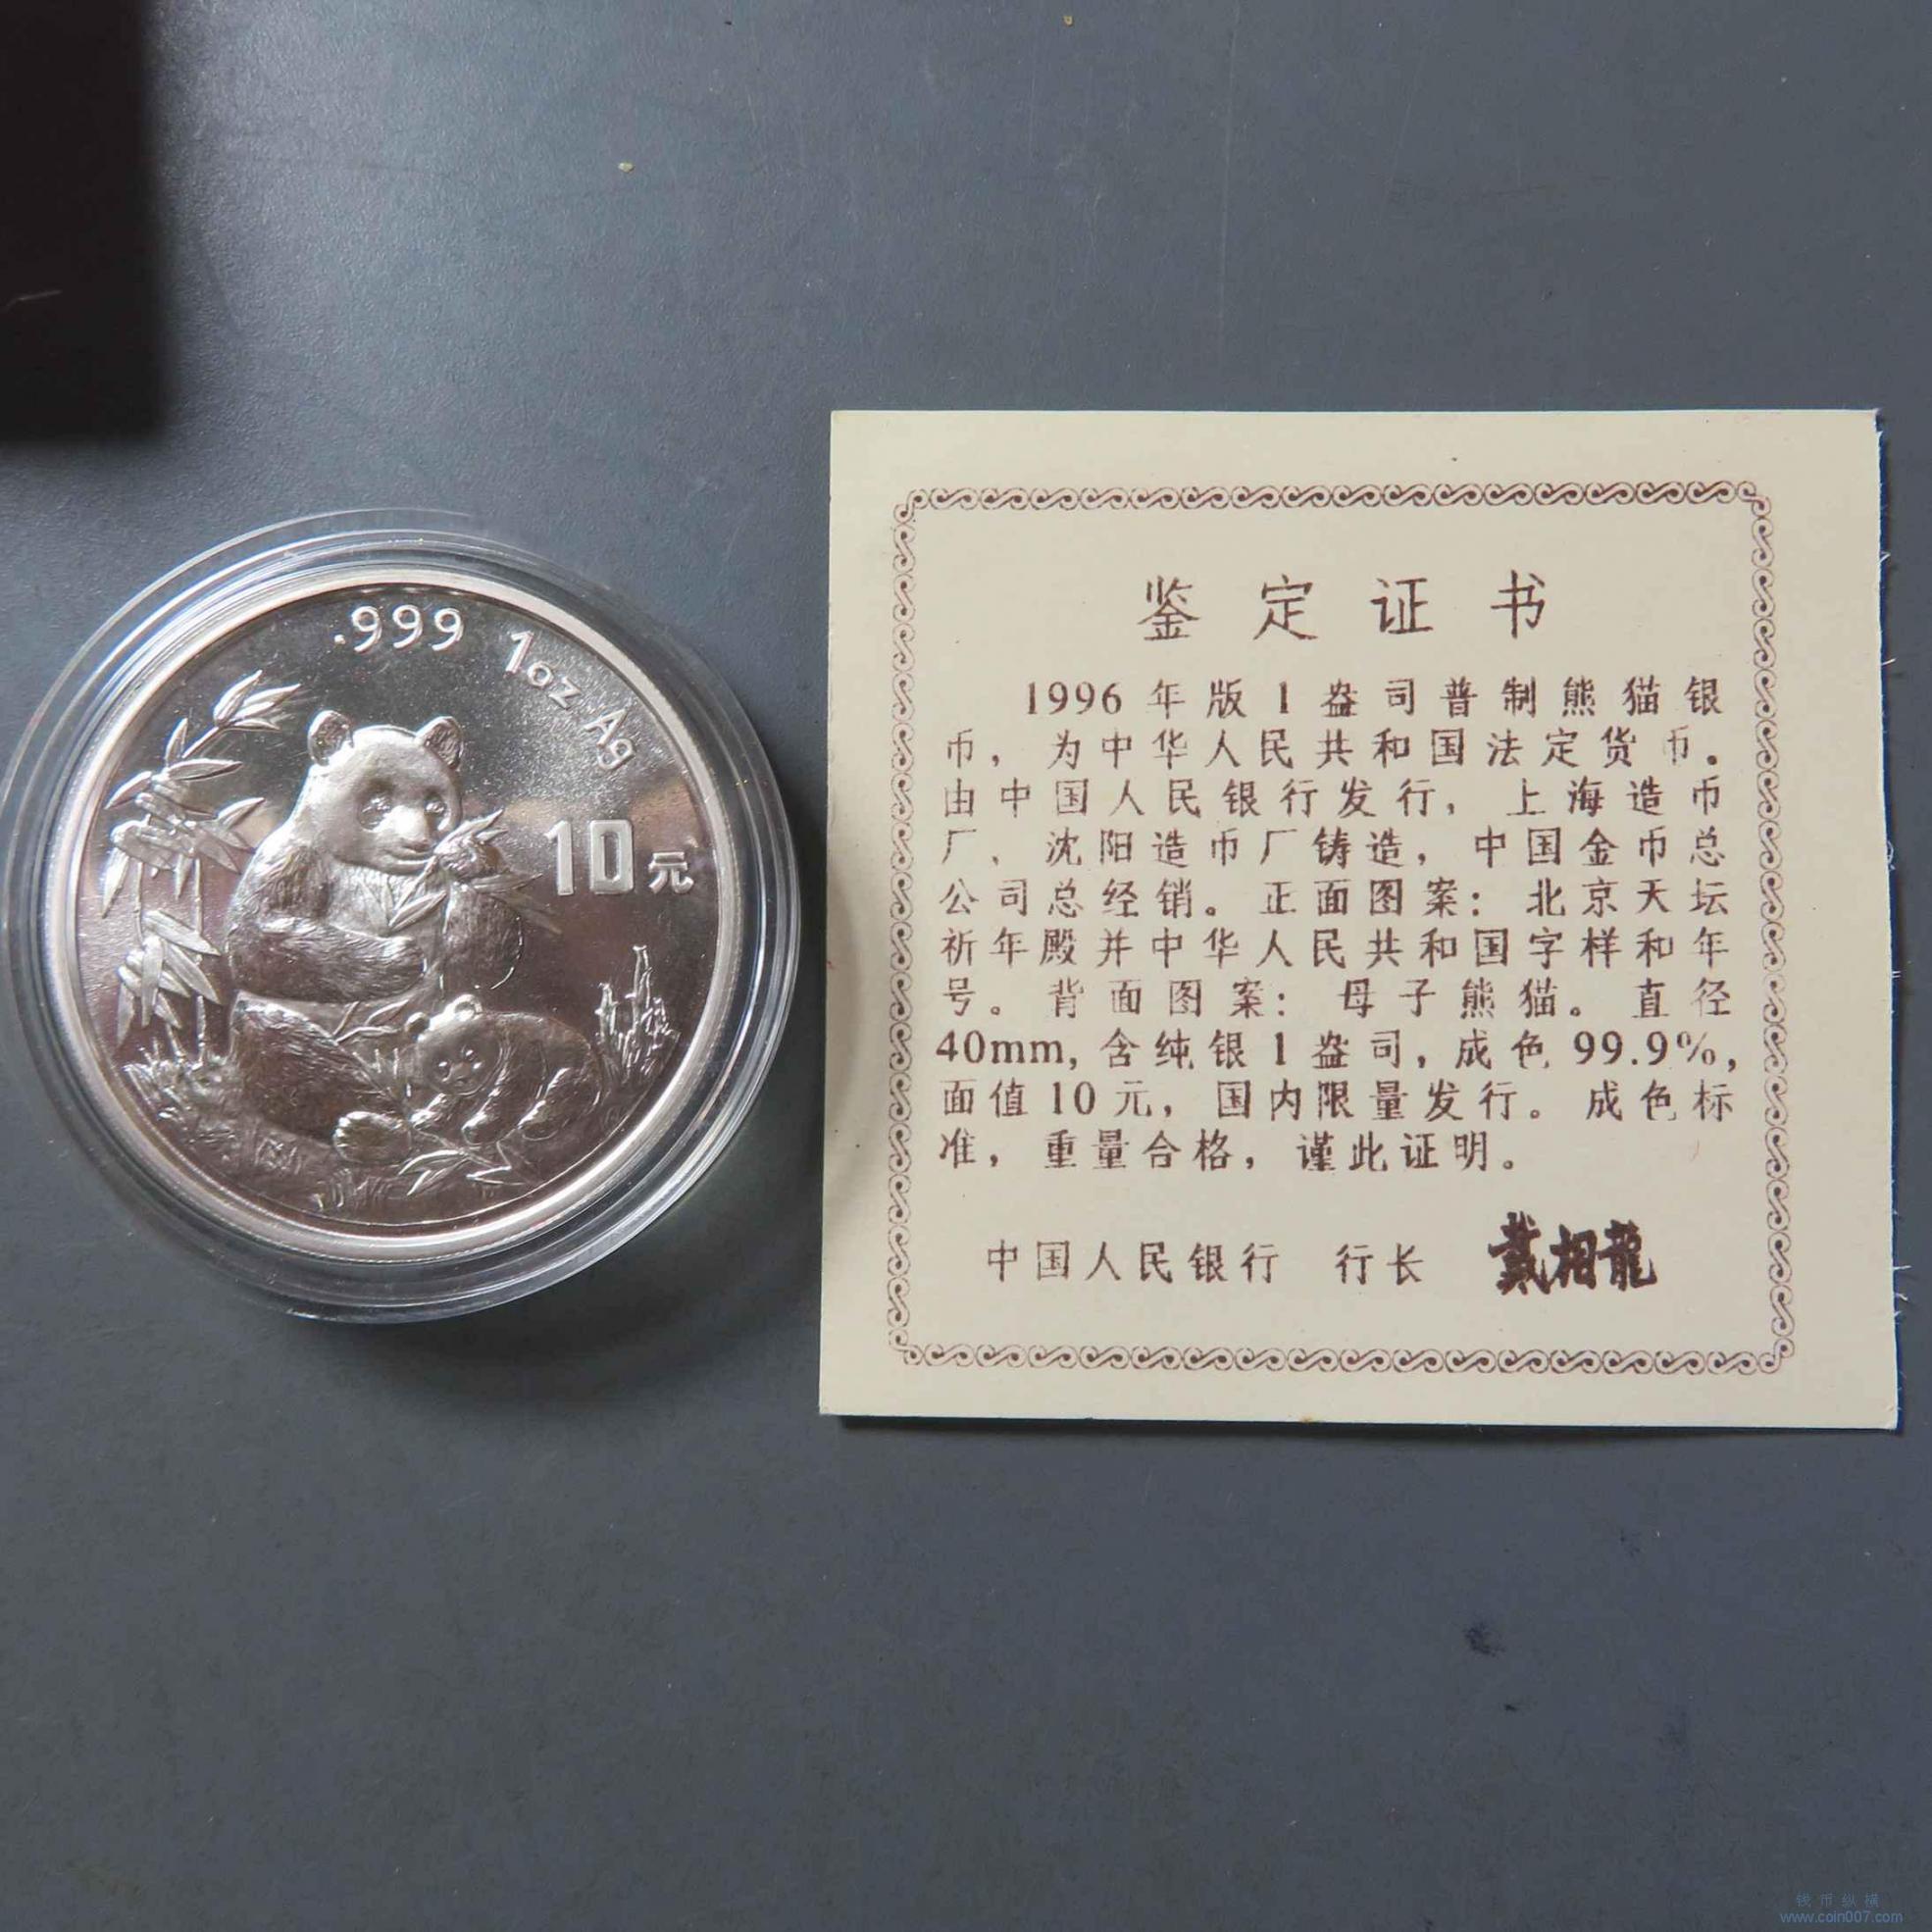 .999 1oz Ag
10元
鉴定证书
1996年版1盎司普制熊猫银
币，为中华人民共和国法定货币。
由中国人民银行发行，上海造币
厂、沈阳造币厂铸造，中国金币总
公司总经销。正面图案：北京天坛
祈年殿并中华人民共和国字样和年
号。背面图案：母子熊猫。直径
40mm,含纯银1盎司,成色99.9%,
面值10元，国内限量发行。成色标
准，重量合格，谨此证明。
中国人民银行 行长 戴相龍
钱币纵横
www.coin007.com